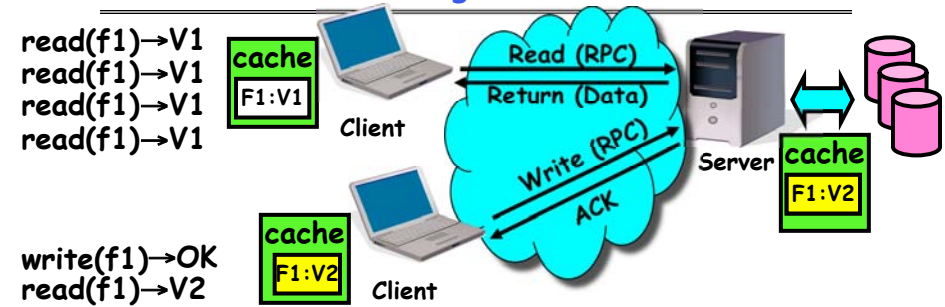 read(f1)→V1
read(f1)→V1
read(f1)→V1
read(f1)→V1
cache
F1:V1
Client
Read (RPC)
Return (Data)
Write (RPC)
ACK
Server
cache
F1:V2
write(f1)→OK
read(f1)→V2
cache
F1:V2
Client